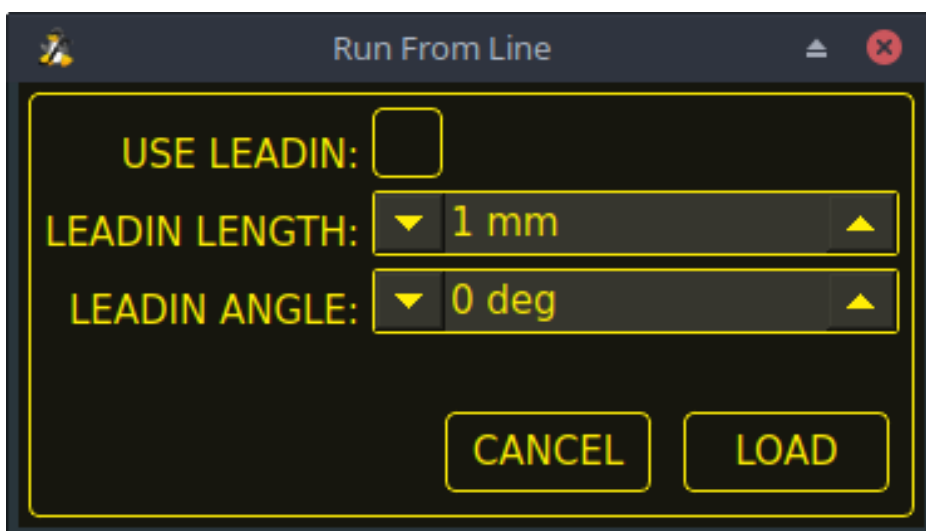 Run From Line
USE LEADIN:
LEADIN LENGTH: 1 mm
LEADIN ANGLE: 0 deg
CANCEL LOAD